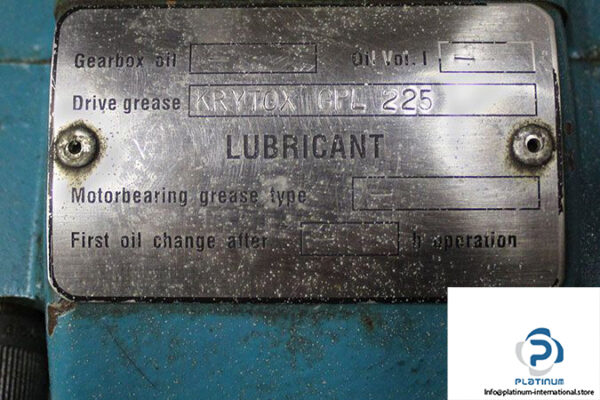 Gearbox oil - Oil Vol. l -
Drive grease KRYTOX GPL 225
LUBRICANT
Motorbearing grease type -
First oil change after - h operation
PLATINUM
Info@platinum-international.store